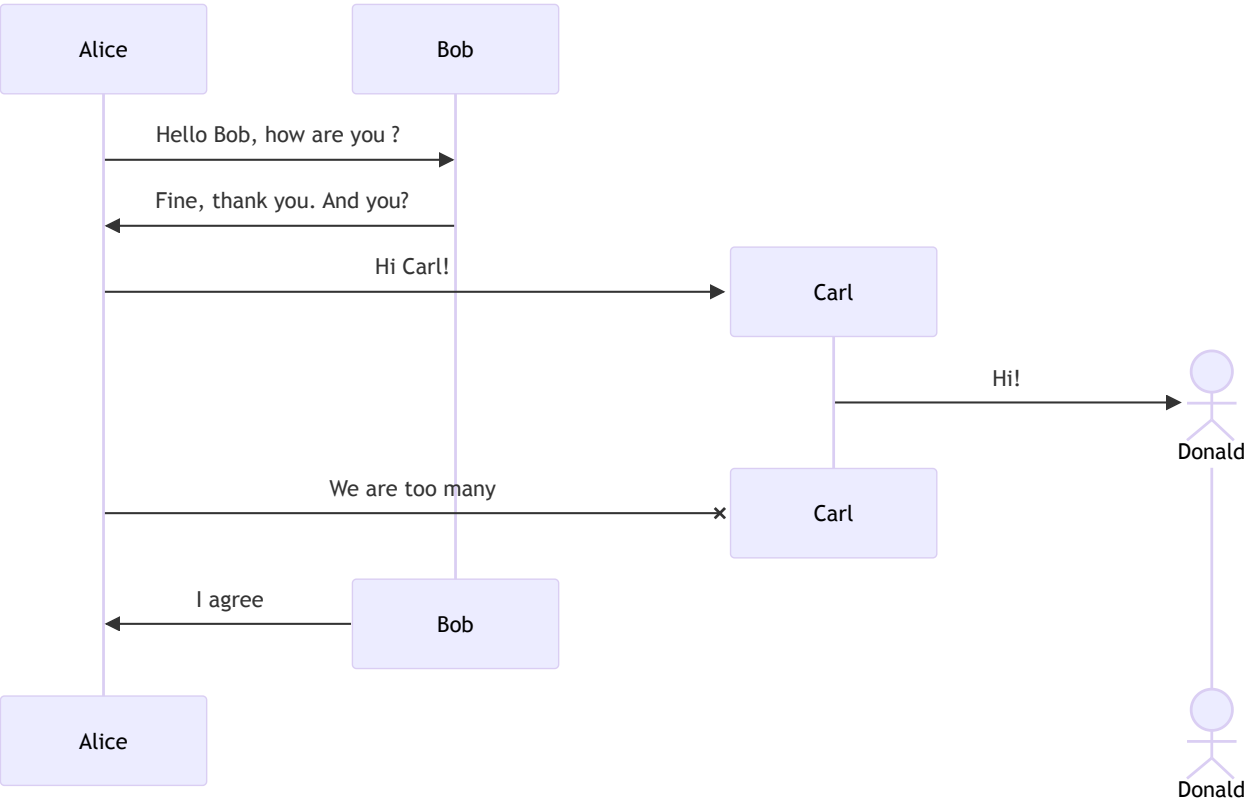 Alice
Bob
Hello Bob, how are you ?
Fine, thank you. And you?
Hi Carl!
Carl
Hi!
Donald
We are too many
Carl
I agree
Bob
Alice
Donald